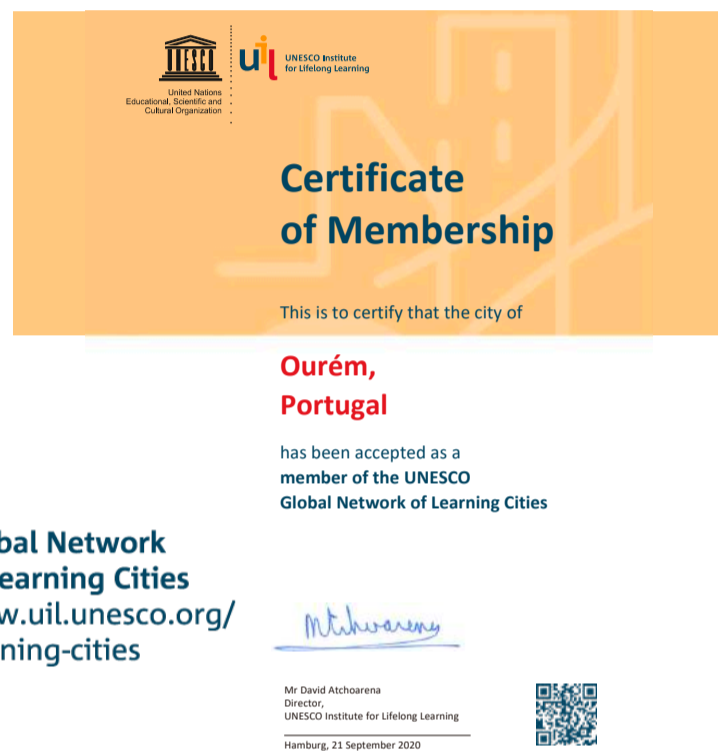 UNESCO
United Nations
Educational, Scientific and
Cultural Organization
uil
UNESCO Institute
for Lifelong Learning
Certificate
of Membership
This is to certify that the city of
Ourém,
Portugal
has been accepted as a
member of the UNESCO
Global Network of Learning Cities
bal Network
earning Cities
w.uil.unesco.org/
ning-cities
Mr David Atchoarena
Director,
UNESCO Institute for Lifelong Learning
Hamburg, 21 September 2020